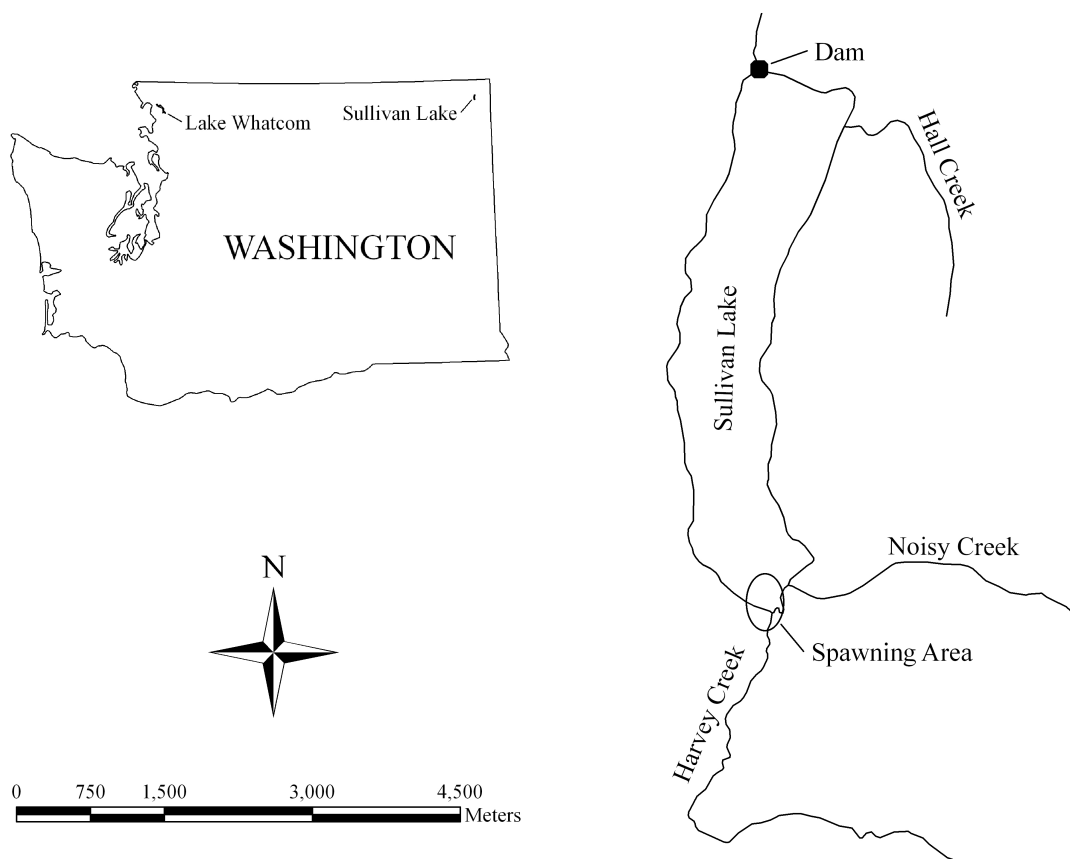 Dam
Lake Whatcom
Sullivan Lake
Hall Creek
WASHINGTON
Sullivan Lake
Noisy Creek
N
Spawning Area
Harvey Creek
0 750 1,500 3,000 4,500
Meters